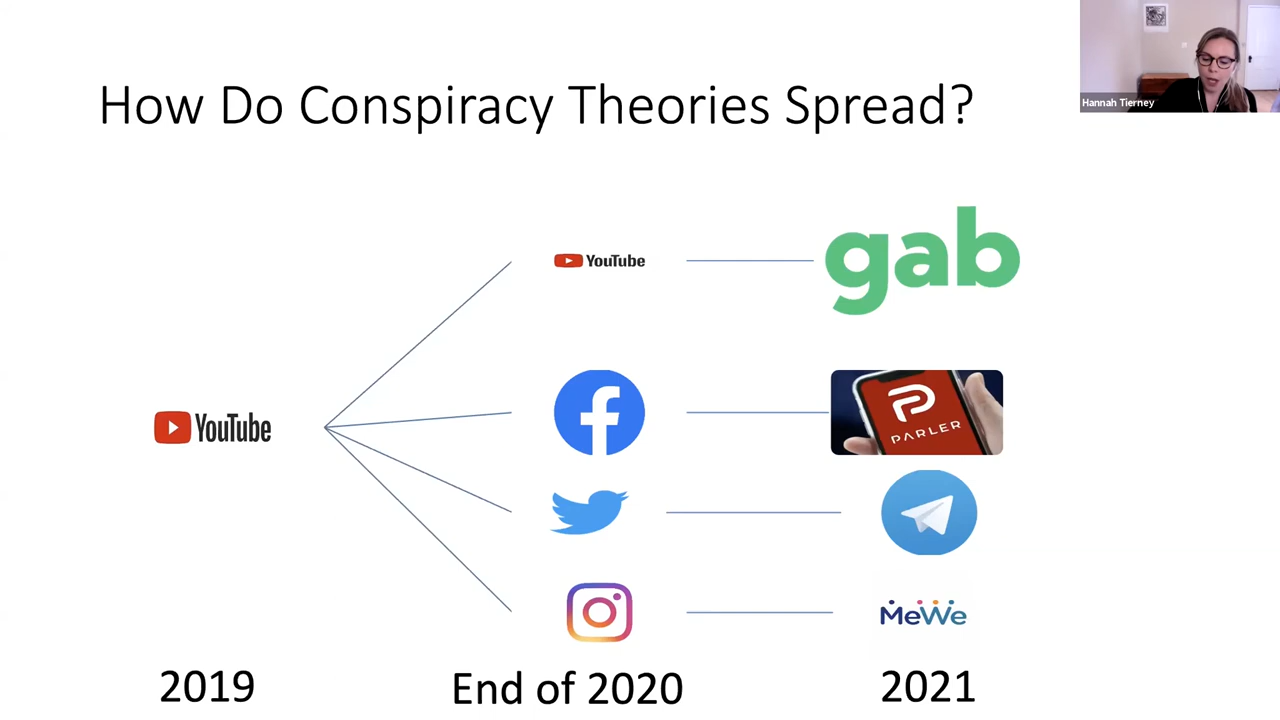 How Do Conspiracy Theories Spread?
Hannah Tierney
YouTube
gab
YouTube
PARLER
MeWe
2019
End of 2020
2021